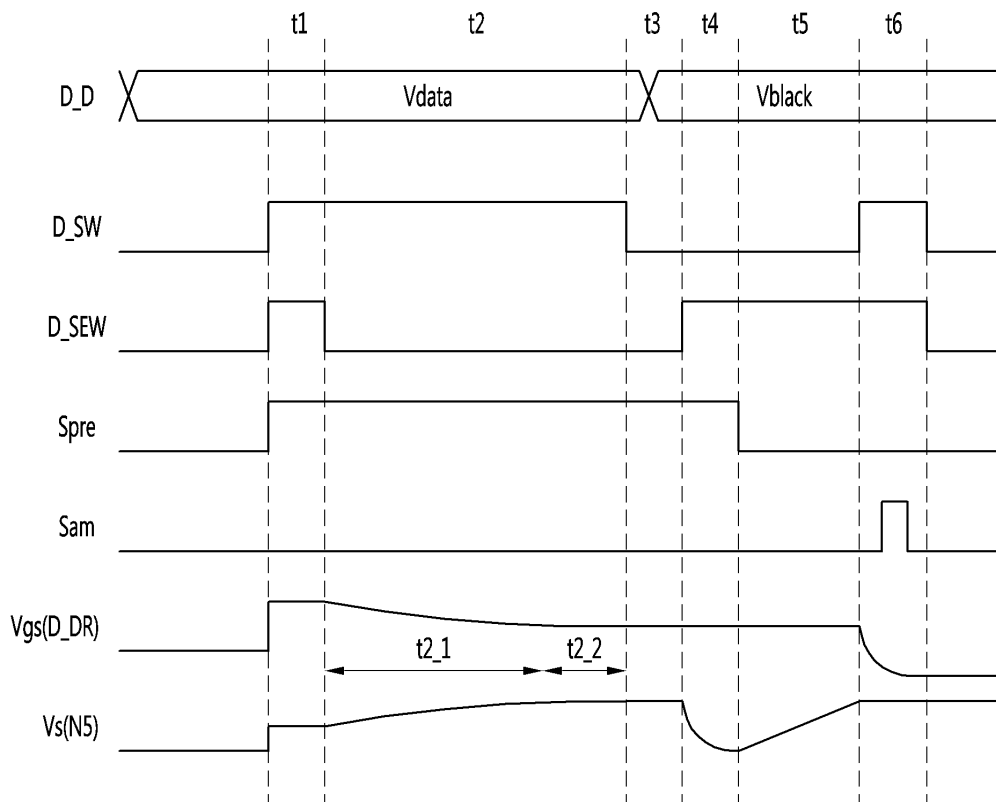 t1 t2 t3 t4 t5 t6
D_D Vdata Vblack
D_SW
D_SEW
Spre
Sam
Vgs(D_DR)
t2_1 t2_2
Vs(N5)